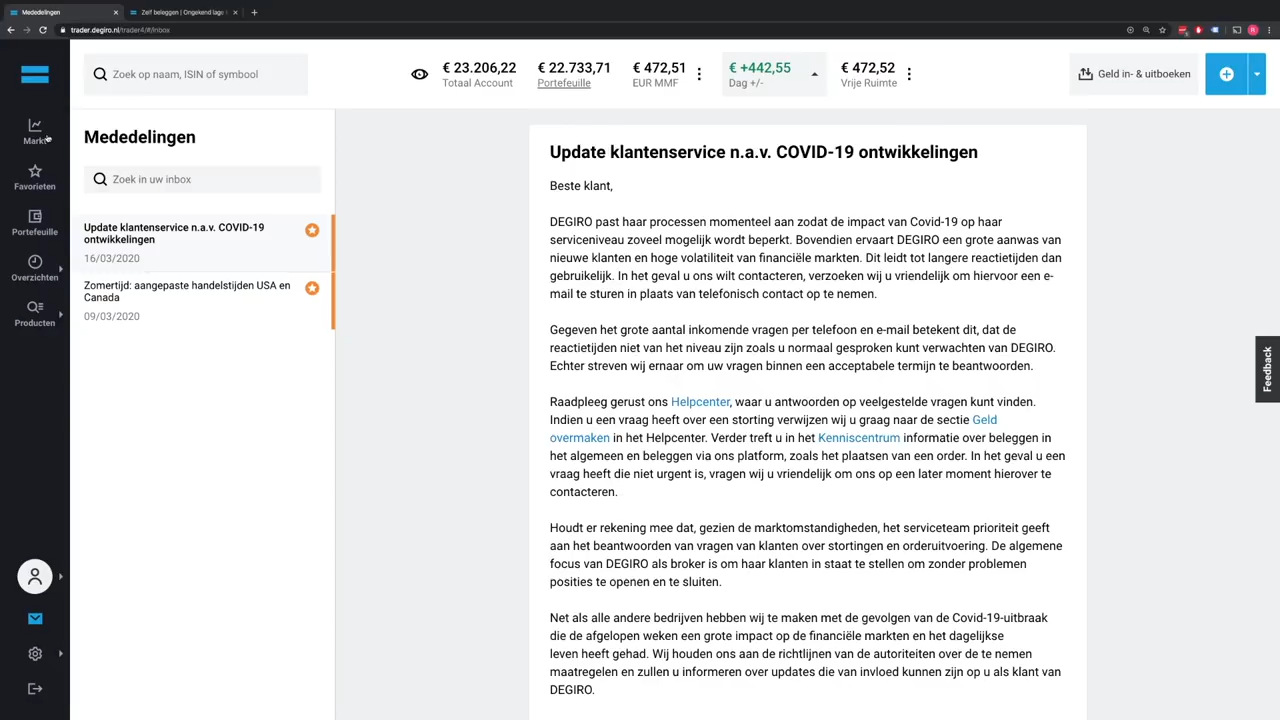 Mededelingen
Zelf beleggen | Ongekend lage
trader.degiro.nl/trader4/#/inbox
Zoek op naam, ISIN of symbool
€ 23.206,22
Totaal Account
€ 22.733,71
Portefeuille
€ 472,51
EUR MMF
€ +442,55
Dag +/-
€ 472,52
Vrije Ruimte
Geld in- & uitboeken
Markt
Favorieten
Portefeuille
Overzichten
Producten
Mededelingen
Zoek in uw inbox
Update klantenservice n.a.v. COVID-19
ontwikkelingen
16/03/2020
Zomertijd: aangepaste handelstijden USA en
Canada
09/03/2020
Update klantenservice n.a.v. COVID-19 ontwikkelingen
Beste klant,
DEGIRO past haar processen momenteel aan zodat de impact van Covid-19 op haar
serviceniveau zoveel mogelijk wordt beperkt. Bovendien ervaart DEGIRO een grote aanwas van
nieuwe klanten en hoge volatiliteit van financiële markten. Dit leidt tot langere reactietijden dan
gebruikelijk. In het geval u ons wilt contacteren, verzoeken wij u vriendelijk om hiervoor een e-
mail te sturen in plaats van telefonisch contact op te nemen.
Gegeven het grote aantal inkomende vragen per telefoon en e-mail betekent dit, dat de
reactietijden niet van het niveau zijn zoals u normaal gesproken kunt verwachten van DEGIRO.
Echter streven wij ernaar om uw vragen binnen een acceptabele termijn te beantwoorden.
Raadpleeg gerust ons Helpcenter, waar u antwoorden op veelgestelde vragen kunt vinden.
Indien u een vraag heeft over een storting verwijzen wij u graag naar de sectie Geld
overmaken in het Helpcenter. Verder treft u in het Kenniscentrum informatie over beleggen in
het algemeen en beleggen via ons platform, zoals het plaatsen van een order. In het geval u een
vraag heeft die niet urgent is, vragen wij u vriendelijk om ons op een later moment hierover te
contacteren.
Houdt er rekening mee dat, gezien de marktomstandigheden, het serviceteam prioriteit geeft
aan het beantwoorden van vragen van klanten over stortingen en orderuitvoering. De algemene
focus van DEGIRO als broker is om haar klanten in staat te stellen om zonder problemen
posities te openen en te sluiten.
Net als alle andere bedrijven hebben wij te maken met de gevolgen van de Covid-19-uitbraak
die de afgelopen weken een grote impact op de financiële markten en het dagelijkse
leven heeft gehad. Wij houden ons aan de richtlijnen van de autoriteiten over de te nemen
maatregelen en zullen u informeren over updates die van invloed kunnen zijn op u als klant van
DEGIRO.
Feedback